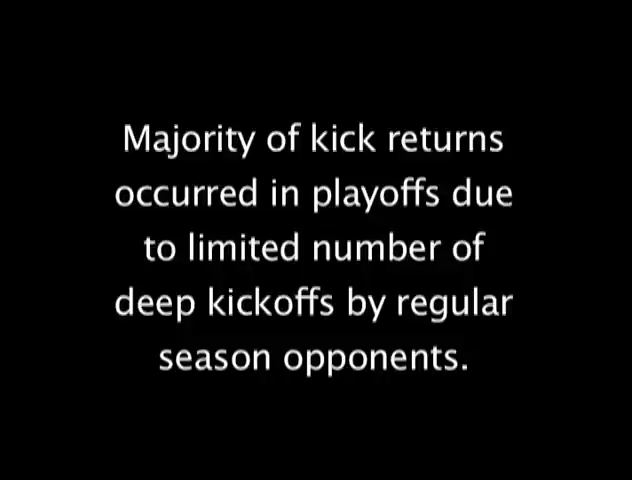 Majority of kick returns
occurred in playoffs due
to limited number of
deep kickoffs by regular
season opponents.